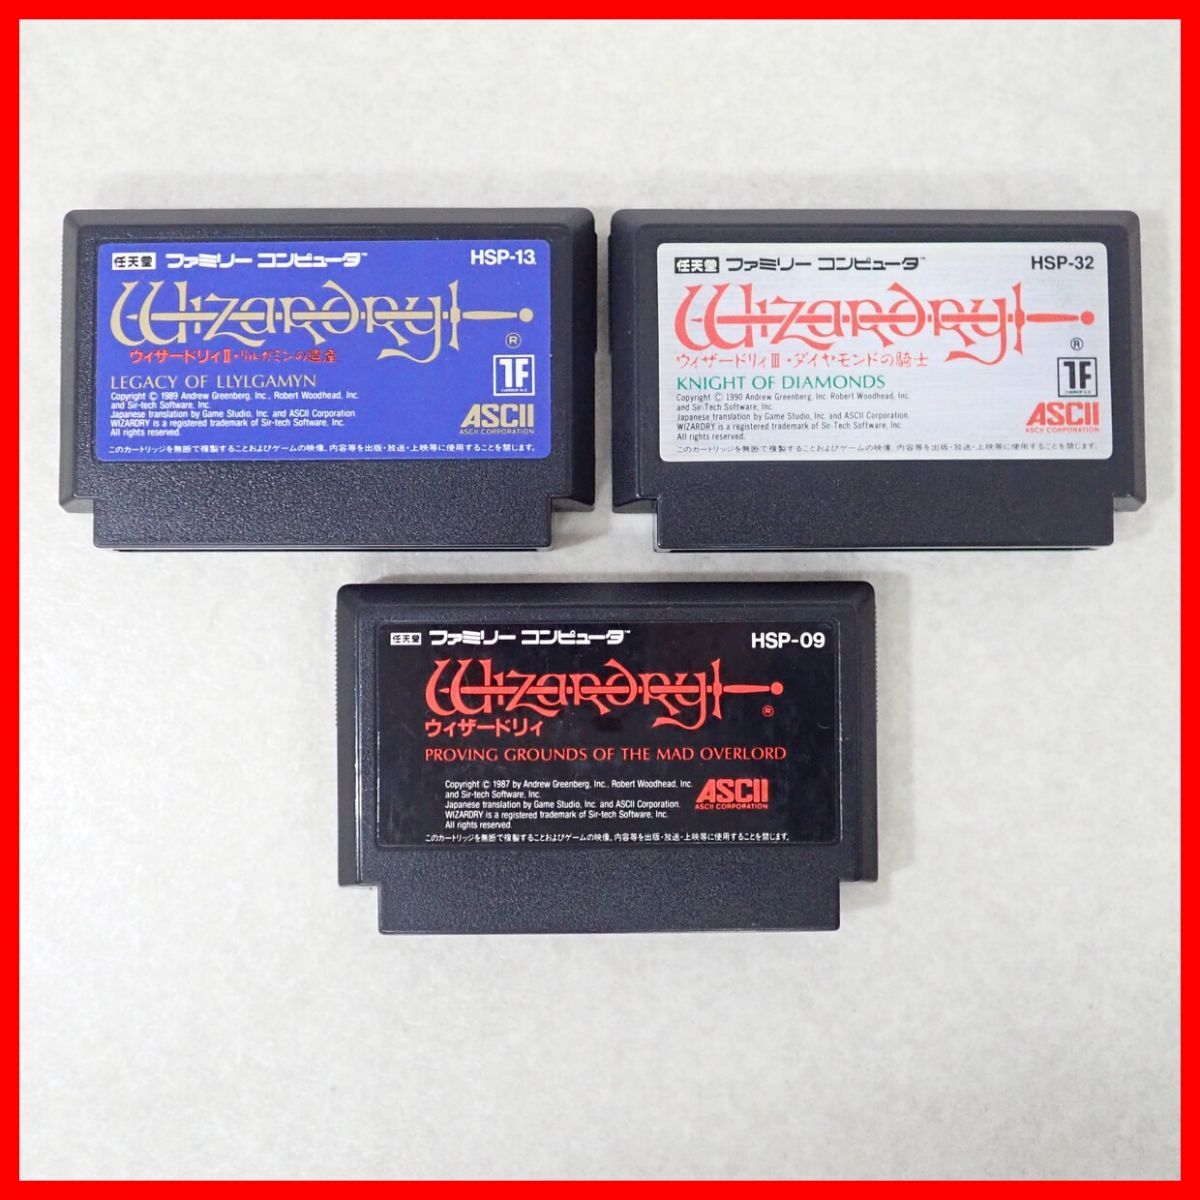 任天堂 ファミリー コンピュータ™ HSP-13
Wizardry ®
ウィザードリィⅡ・リルガミンの遺産
LEGACY OF LLYLGAMYN
Copyright © 1989 Andrew Greenberg, Inc., Robert Woodhead, Inc.
and Sir-tech Software, Inc.
Japanese translation by Game Studio, Inc. and ASCII Corporation.
WIZARDRY is a registered trademark of Sir-tech Software, Inc.
All rights reserved.
1F
ASCII
ASCII CORPORATION
このカートリッジを無断で複製することおよびゲームの映像、内容等を出版・放送・上映等に使用することを禁じます。
任天堂 ファミリー コンピュータ™ HSP-32
Wizardry ®
ウィザードリィⅢ・ダイヤモンドの騎士
KNIGHT OF DIAMONDS
Copyright © 1990 Andrew Greenberg, Inc. Robert Woodhead, Inc.
and Sir-Tech Software, Inc.
Japanese translation by Game Studio, Inc. and ASCII Corporation.
WIZARDRY is a registered trademark of Sir-Tech Software, Inc.
All rights reserved.
1F
ASCII
ASCII CORPORATION
このカートリッジを無断で複製することおよびゲームの映像、内容等を出版・放送・上映等に使用することを禁じます。
任天堂 ファミリー コンピュータ™ HSP-09
Wizardry ®
ウィザードリィ
PROVING GROUNDS OF THE MAD OVERLORD
Copyright © 1987 by Andrew Greenberg, Inc., Robert Woodhead, Inc.
and Sir-tech Software, Inc.
Japanese translation by Game Studio, Inc. and ASCII Corporation.
WIZARDRY is a registered trademark of Sir-tech Software, Inc.
All rights reserved.
ASCII
ASCII CORPORATION
このカートリッジを無断で複製することおよびゲームの映像、内容等を出版・放送・上映等に使用することを禁じます。